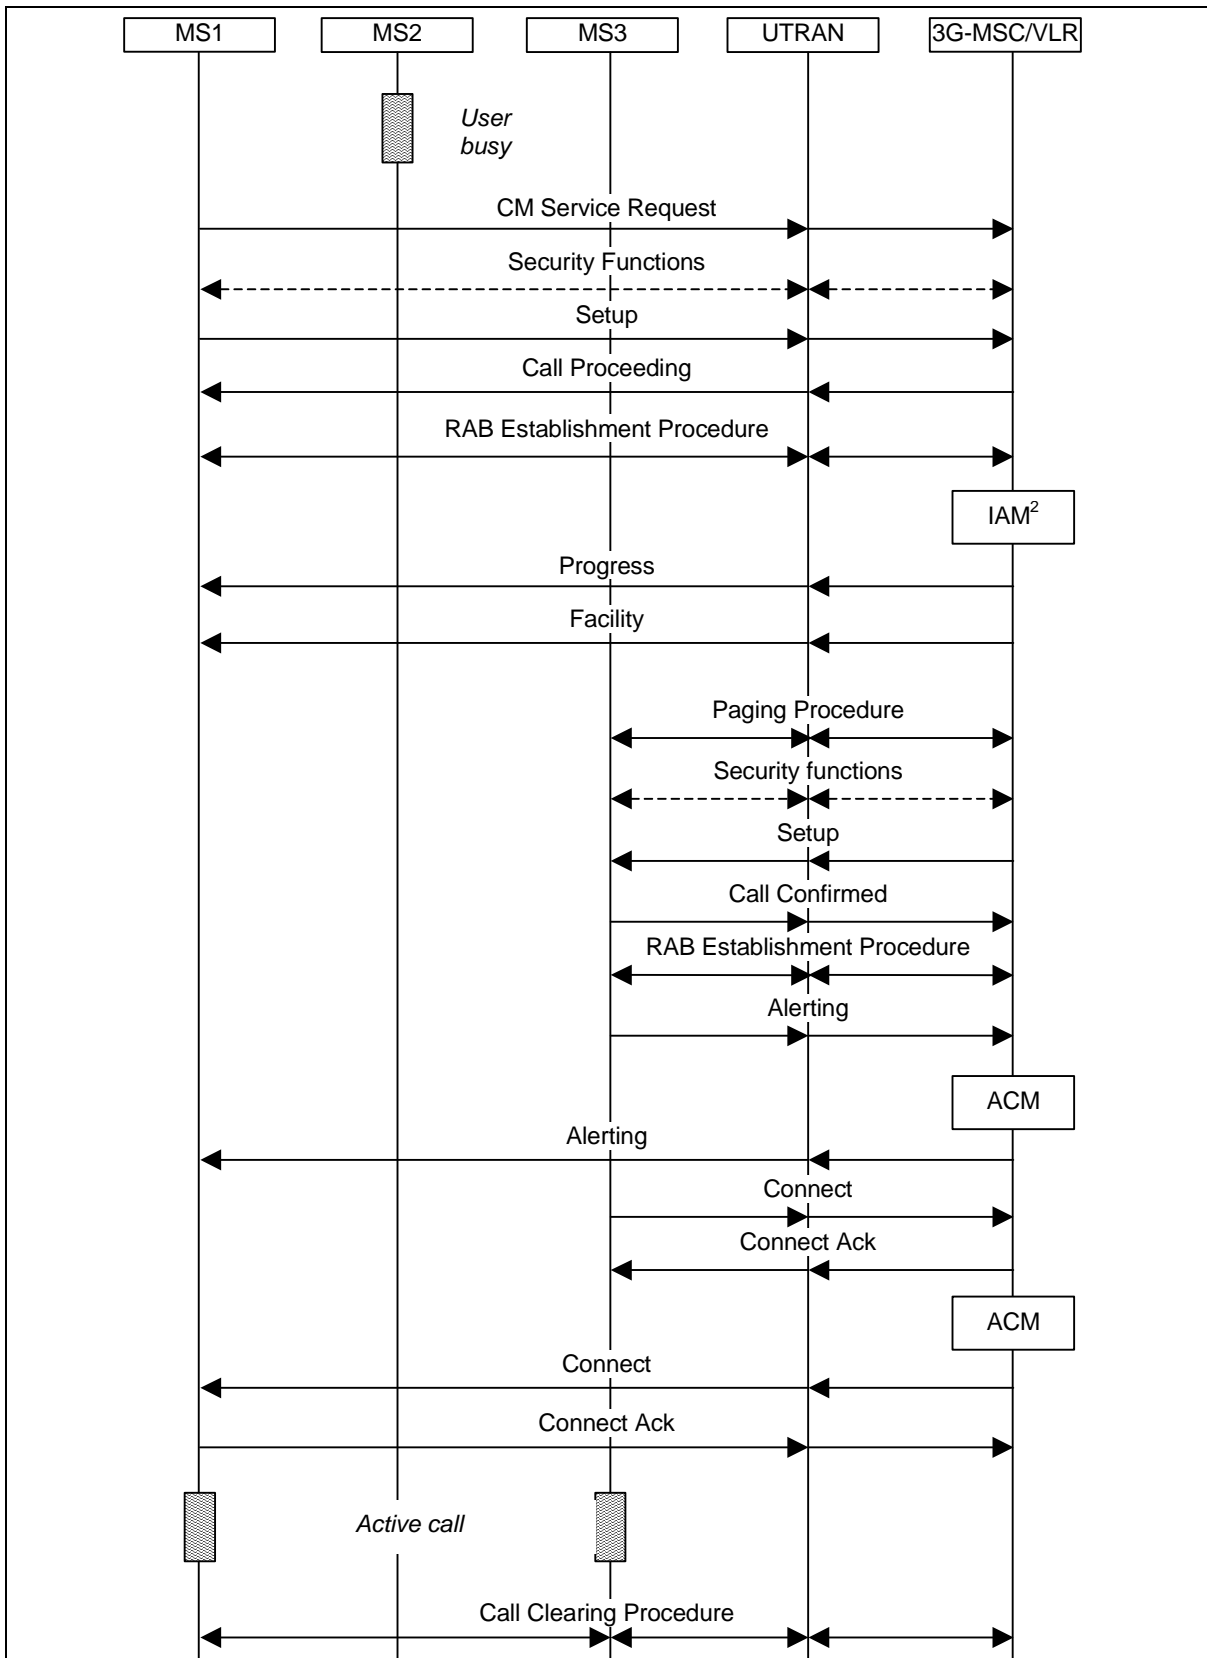 MS1 MS2 MS3 UTRAN 3G-MSC/VLR
User
busy
CM Service Request
Security Functions
Setup
Call Proceeding
RAB Establishment Procedure
IAM²
Progress
Facility
Paging Procedure
Security functions
Setup
Call Confirmed
RAB Establishment Procedure
Alerting
ACM
Alerting
Connect
Connect Ack
ACM
Connect
Connect Ack
Active call
Call Clearing Procedure